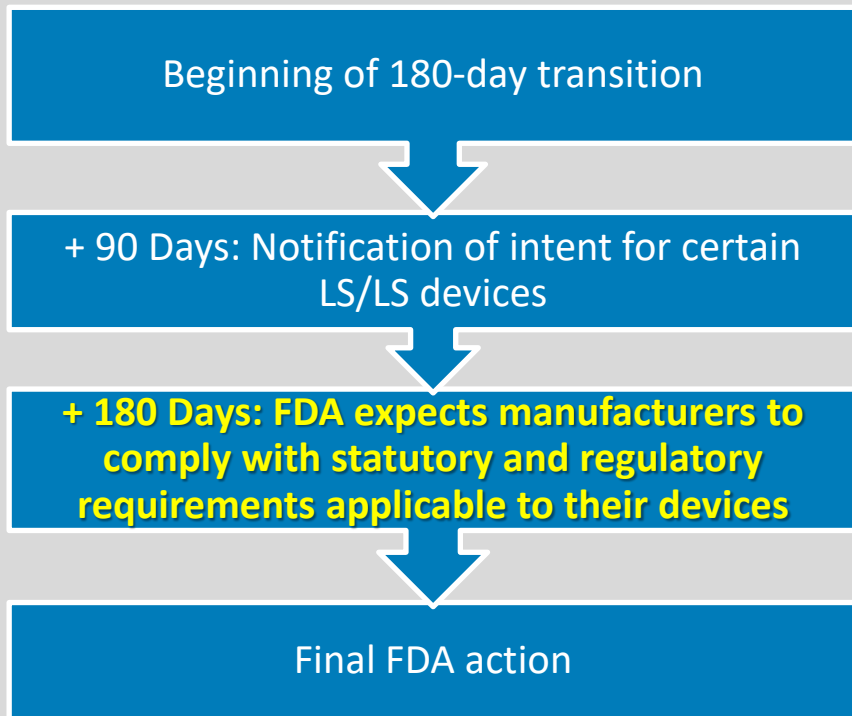 Beginning of 180-day transition
+ 90 Days: Notification of intent for certain
LS/LS devices
+ 180 Days: FDA expects manufacturers to
comply with statutory and regulatory
requirements applicable to their devices
Final FDA action